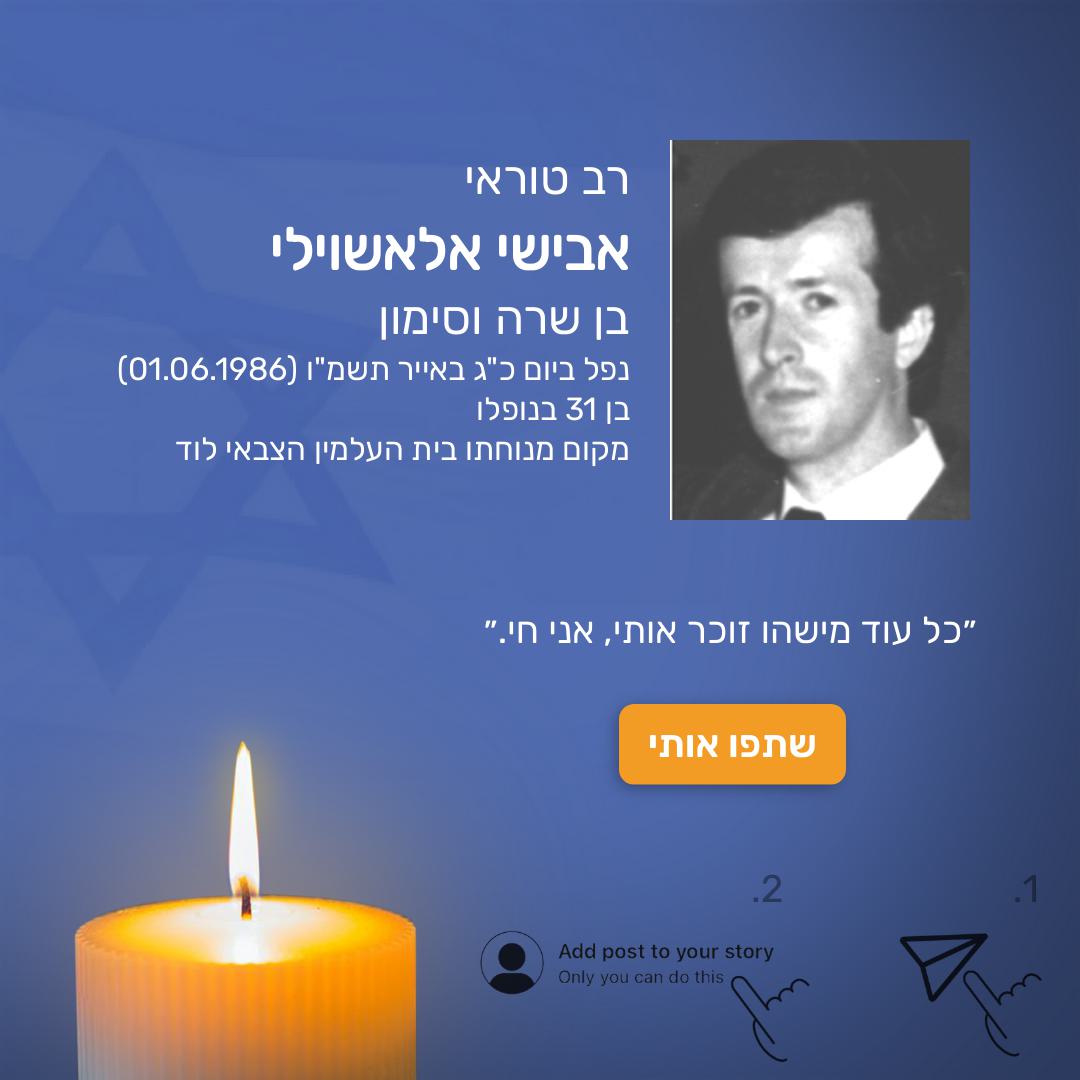 רב טוראי
אבישי אלאשוילי
בן שרה וסימון
נפל ביום כ"ג באייר תשמ"ו (01.06.1986)
בן 31 בנופלו
מקום מנוחתו בית העלמין הצבאי לוד
״כל עוד מישהו זוכר אותי, אני חי.״
שתפו אותי
.1
.2
Add post to your story
Only you can do this